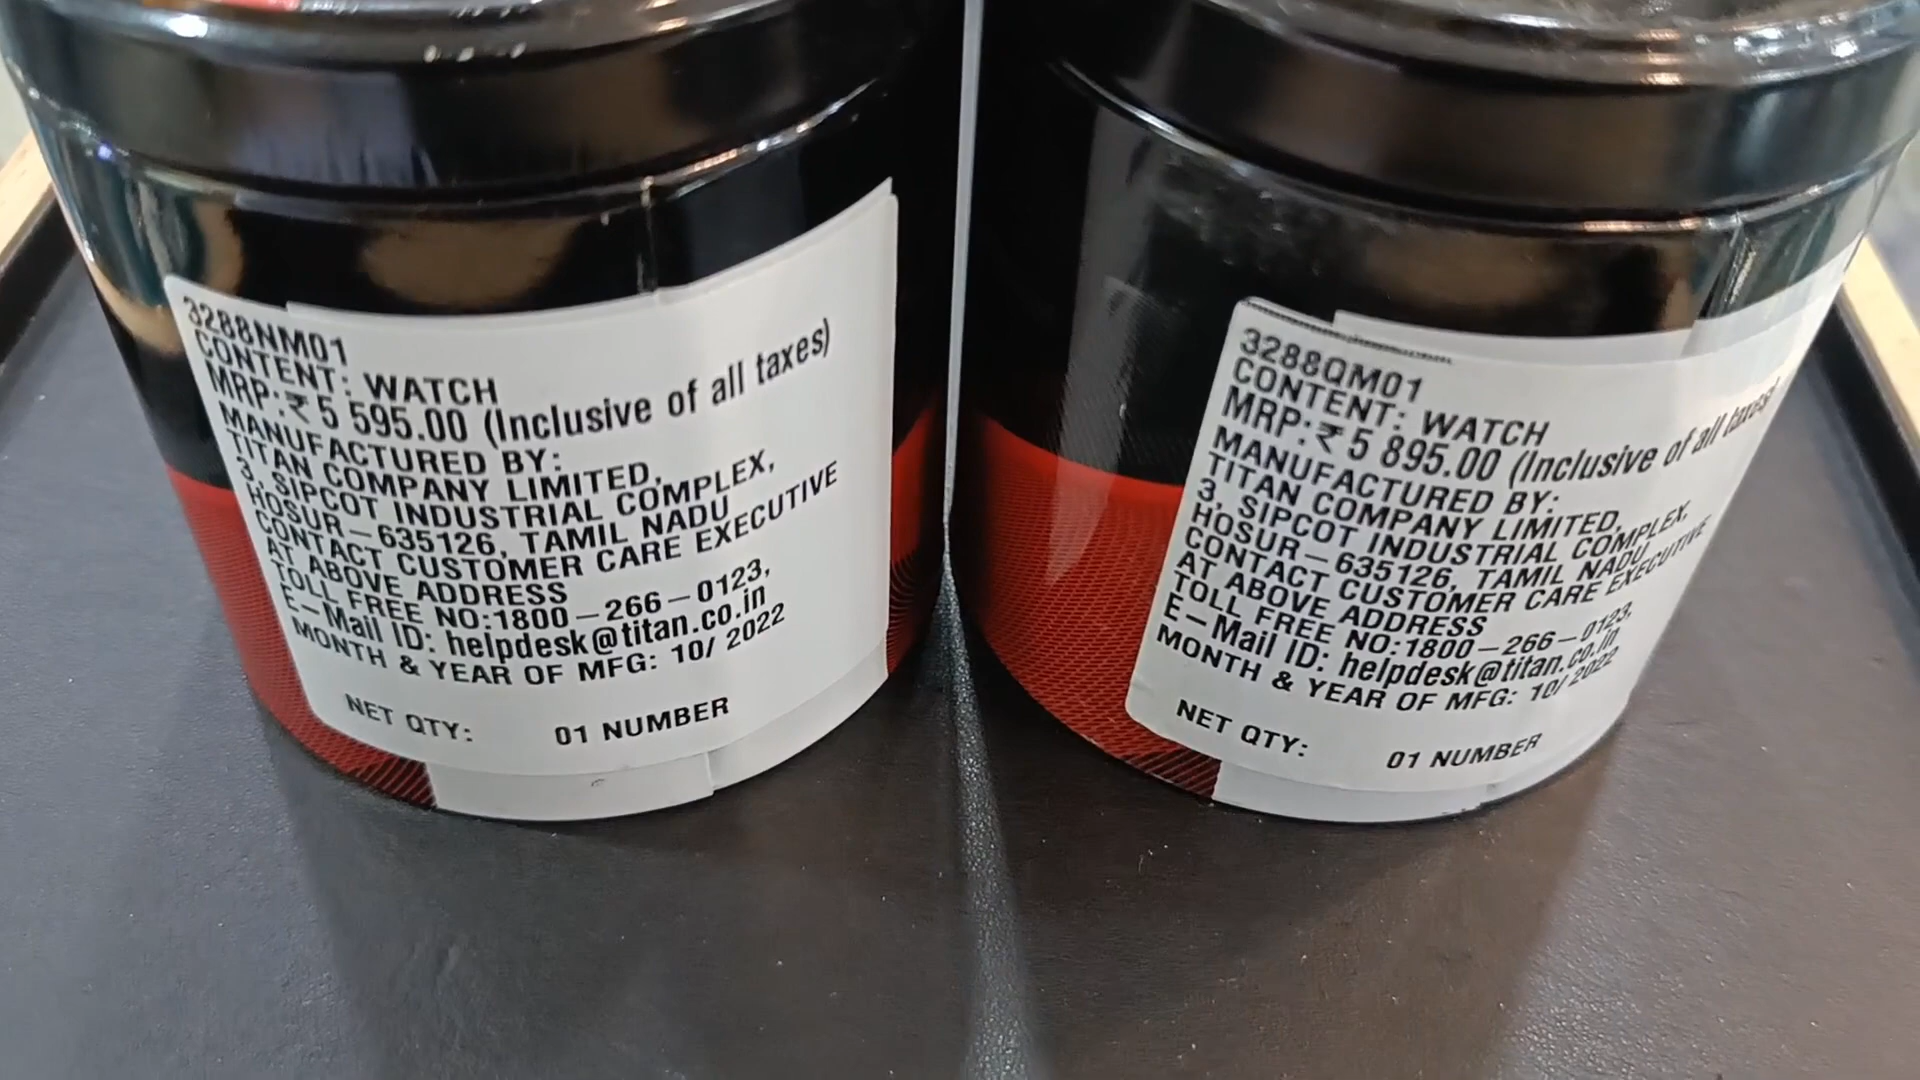 3288NM01
CONTENT: WATCH
MRP:₹ 5 595.00 (Inclusive of all taxes)
MANUFACTURED BY:
TITAN COMPANY LIMITED,
3, SIPCOT INDUSTRIAL COMPLEX,
HOSUR-635126, TAMIL NADU
CONTACT CUSTOMER CARE EXECUTIVE
AT ABOVE ADDRESS
TOLL FREE NO:1800-266-0123,
E-Mail ID: helpdesk@titan.co.in
MONTH & YEAR OF MFG: 10/ 2022
NET QTY: 01 NUMBER
3288QM01
CONTENT: WATCH
MRP:₹ 5 895.00 (Inclusive of all taxes)
MANUFACTURED BY:
TITAN COMPANY LIMITED,
3, SIPCOT INDUSTRIAL COMPLEX,
HOSUR-635126, TAMIL NADU
CONTACT CUSTOMER CARE EXECUTIVE
AT ABOVE ADDRESS
TOLL FREE NO:1800-266-0123,
E-Mail ID: helpdesk@titan.co.in
MONTH & YEAR OF MFG: 10/ 2022
NET QTY: 01 NUMBER